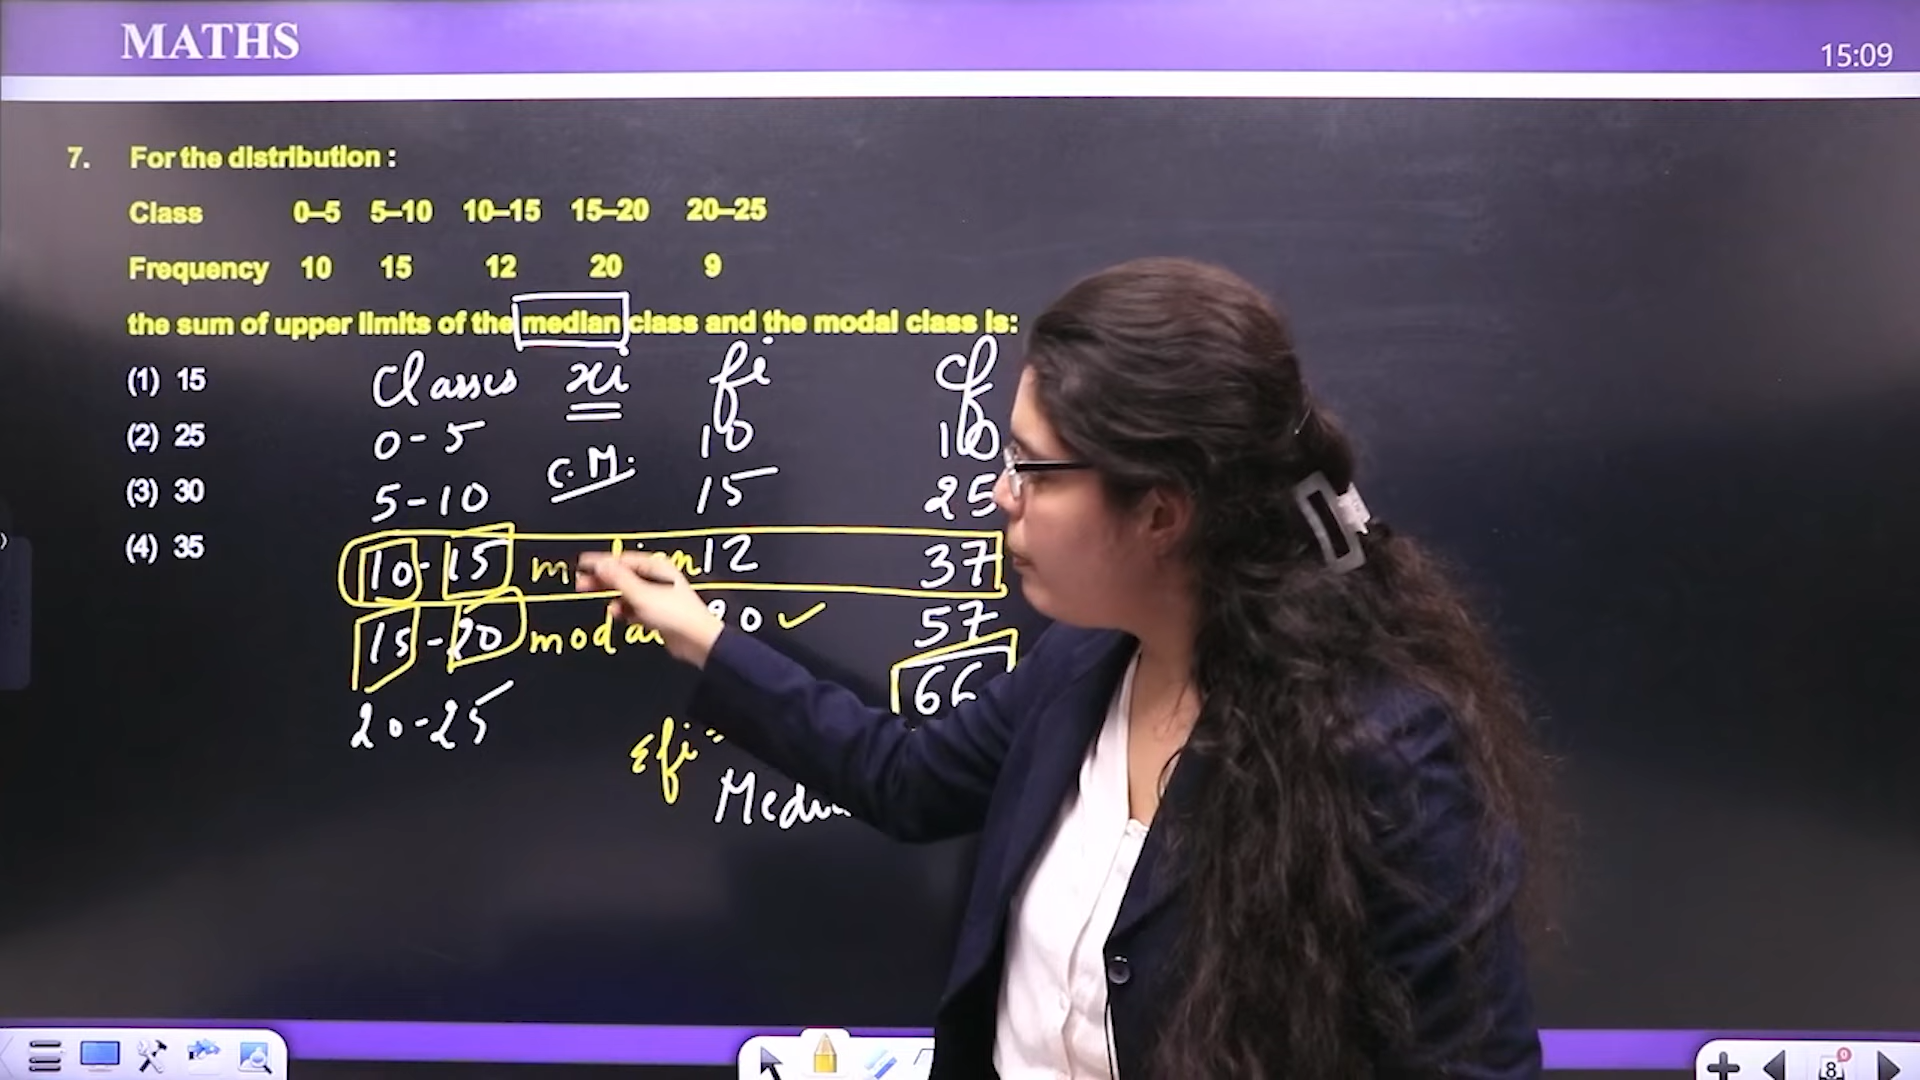 MATHS
15:09
7. For the distribution :
Class 0–5 5–10 10–15 15–20 20–25
Frequency 10 15 12 20 9
the sum of upper limits of the median class and the modal class is:
(1) 15
(2) 25
(3) 30
(4) 35
Classes xi fi cf
0-5 10 10
C.M.
5-10 15 25
10-15 12 37
15-20 57
20-25 66
Σfi =
8
0